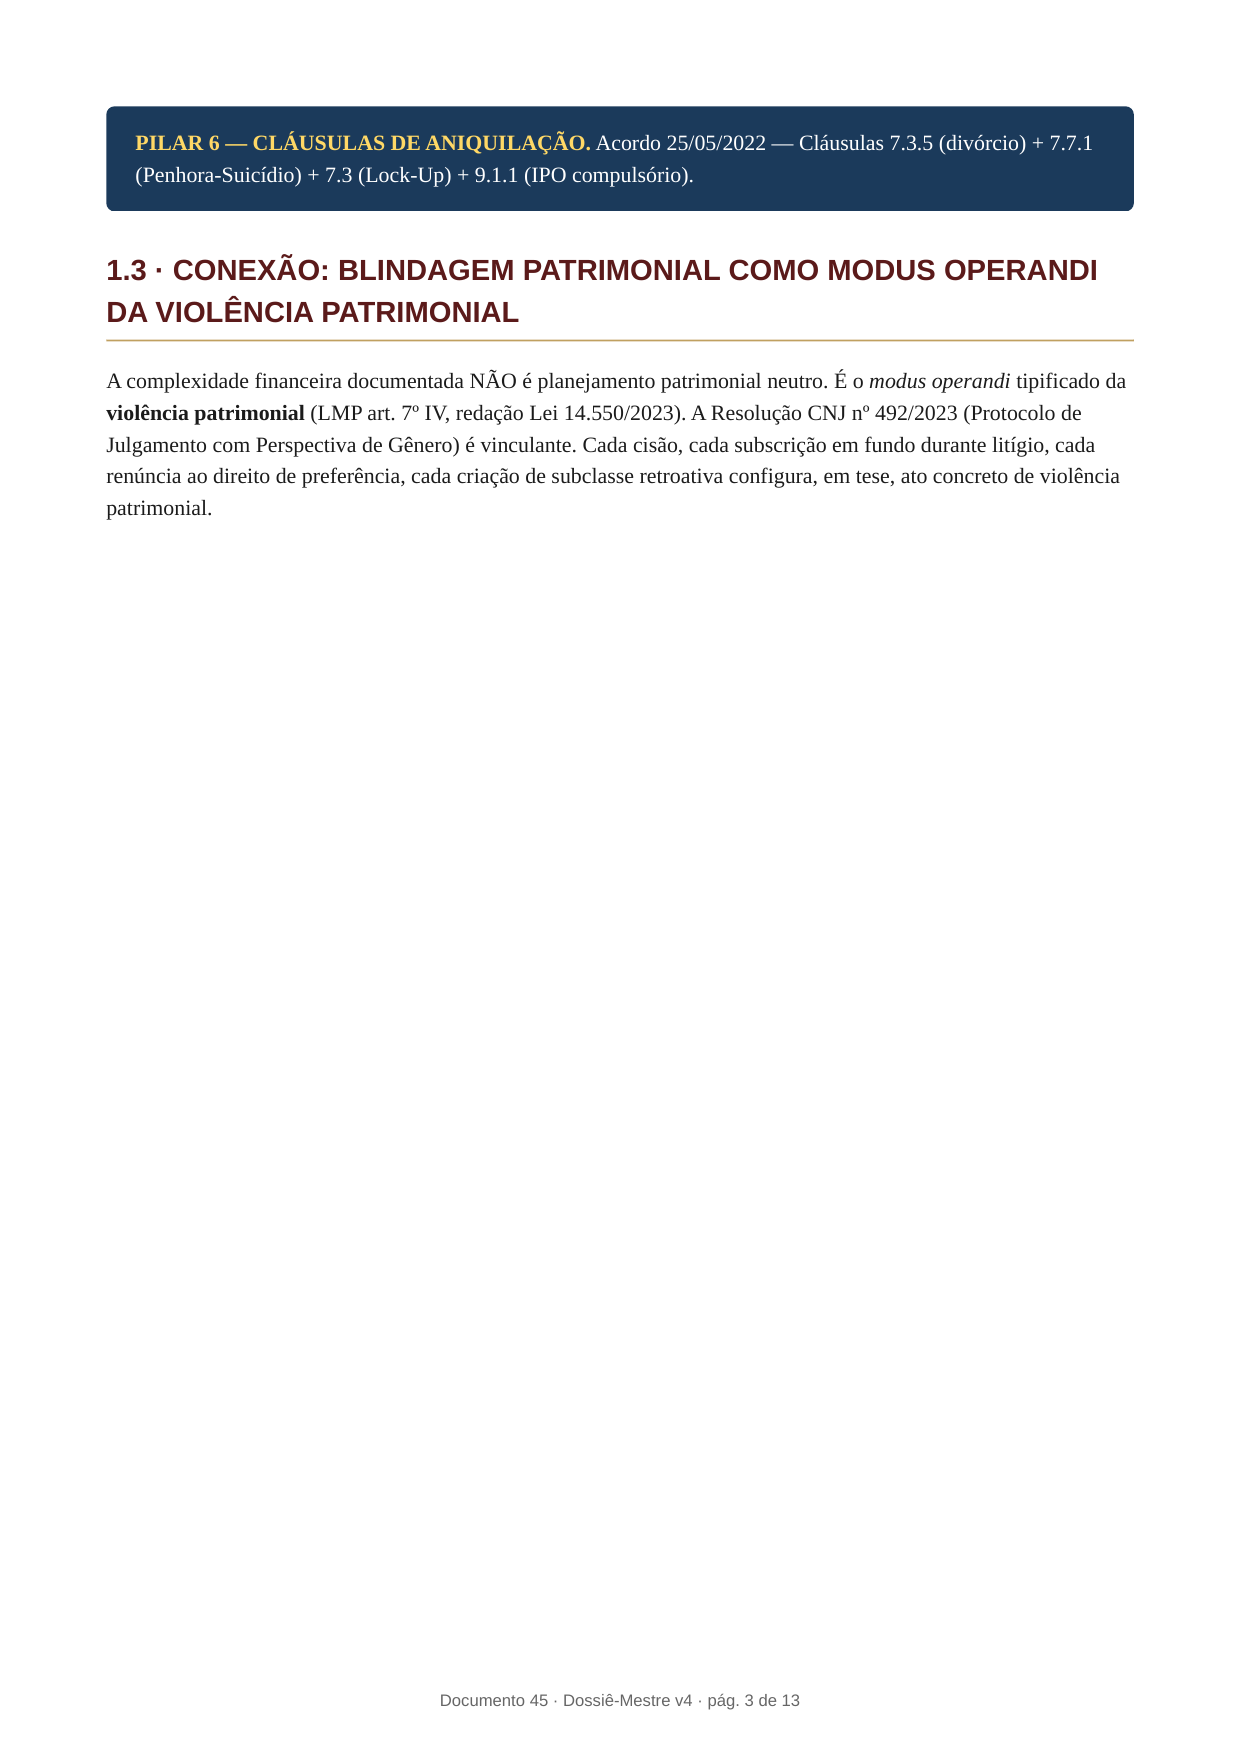 PILAR 6 — CLÁUSULAS DE ANIQUILAÇÃO. Acordo 25/05/2022 — Cláusulas 7.3.5 (divórcio) + 7.7.1
(Penhora-Suicídio) + 7.3 (Lock-Up) + 9.1.1 (IPO compulsório).
1.3 · CONEXÃO: BLINDAGEM PATRIMONIAL COMO MODUS OPERANDI
DA VIOLÊNCIA PATRIMONIAL
A complexidade financeira documentada NÃO é planejamento patrimonial neutro. É o modus operandi tipificado da
violência patrimonial (LMP art. 7º IV, redação Lei 14.550/2023). A Resolução CNJ nº 492/2023 (Protocolo de
Julgamento com Perspectiva de Gênero) é vinculante. Cada cisão, cada subscrição em fundo durante litígio, cada
renúncia ao direito de preferência, cada criação de subclasse retroativa configura, em tese, ato concreto de violência
patrimonial.
Documento 45 · Dossiê-Mestre v4 · pág. 3 de 13